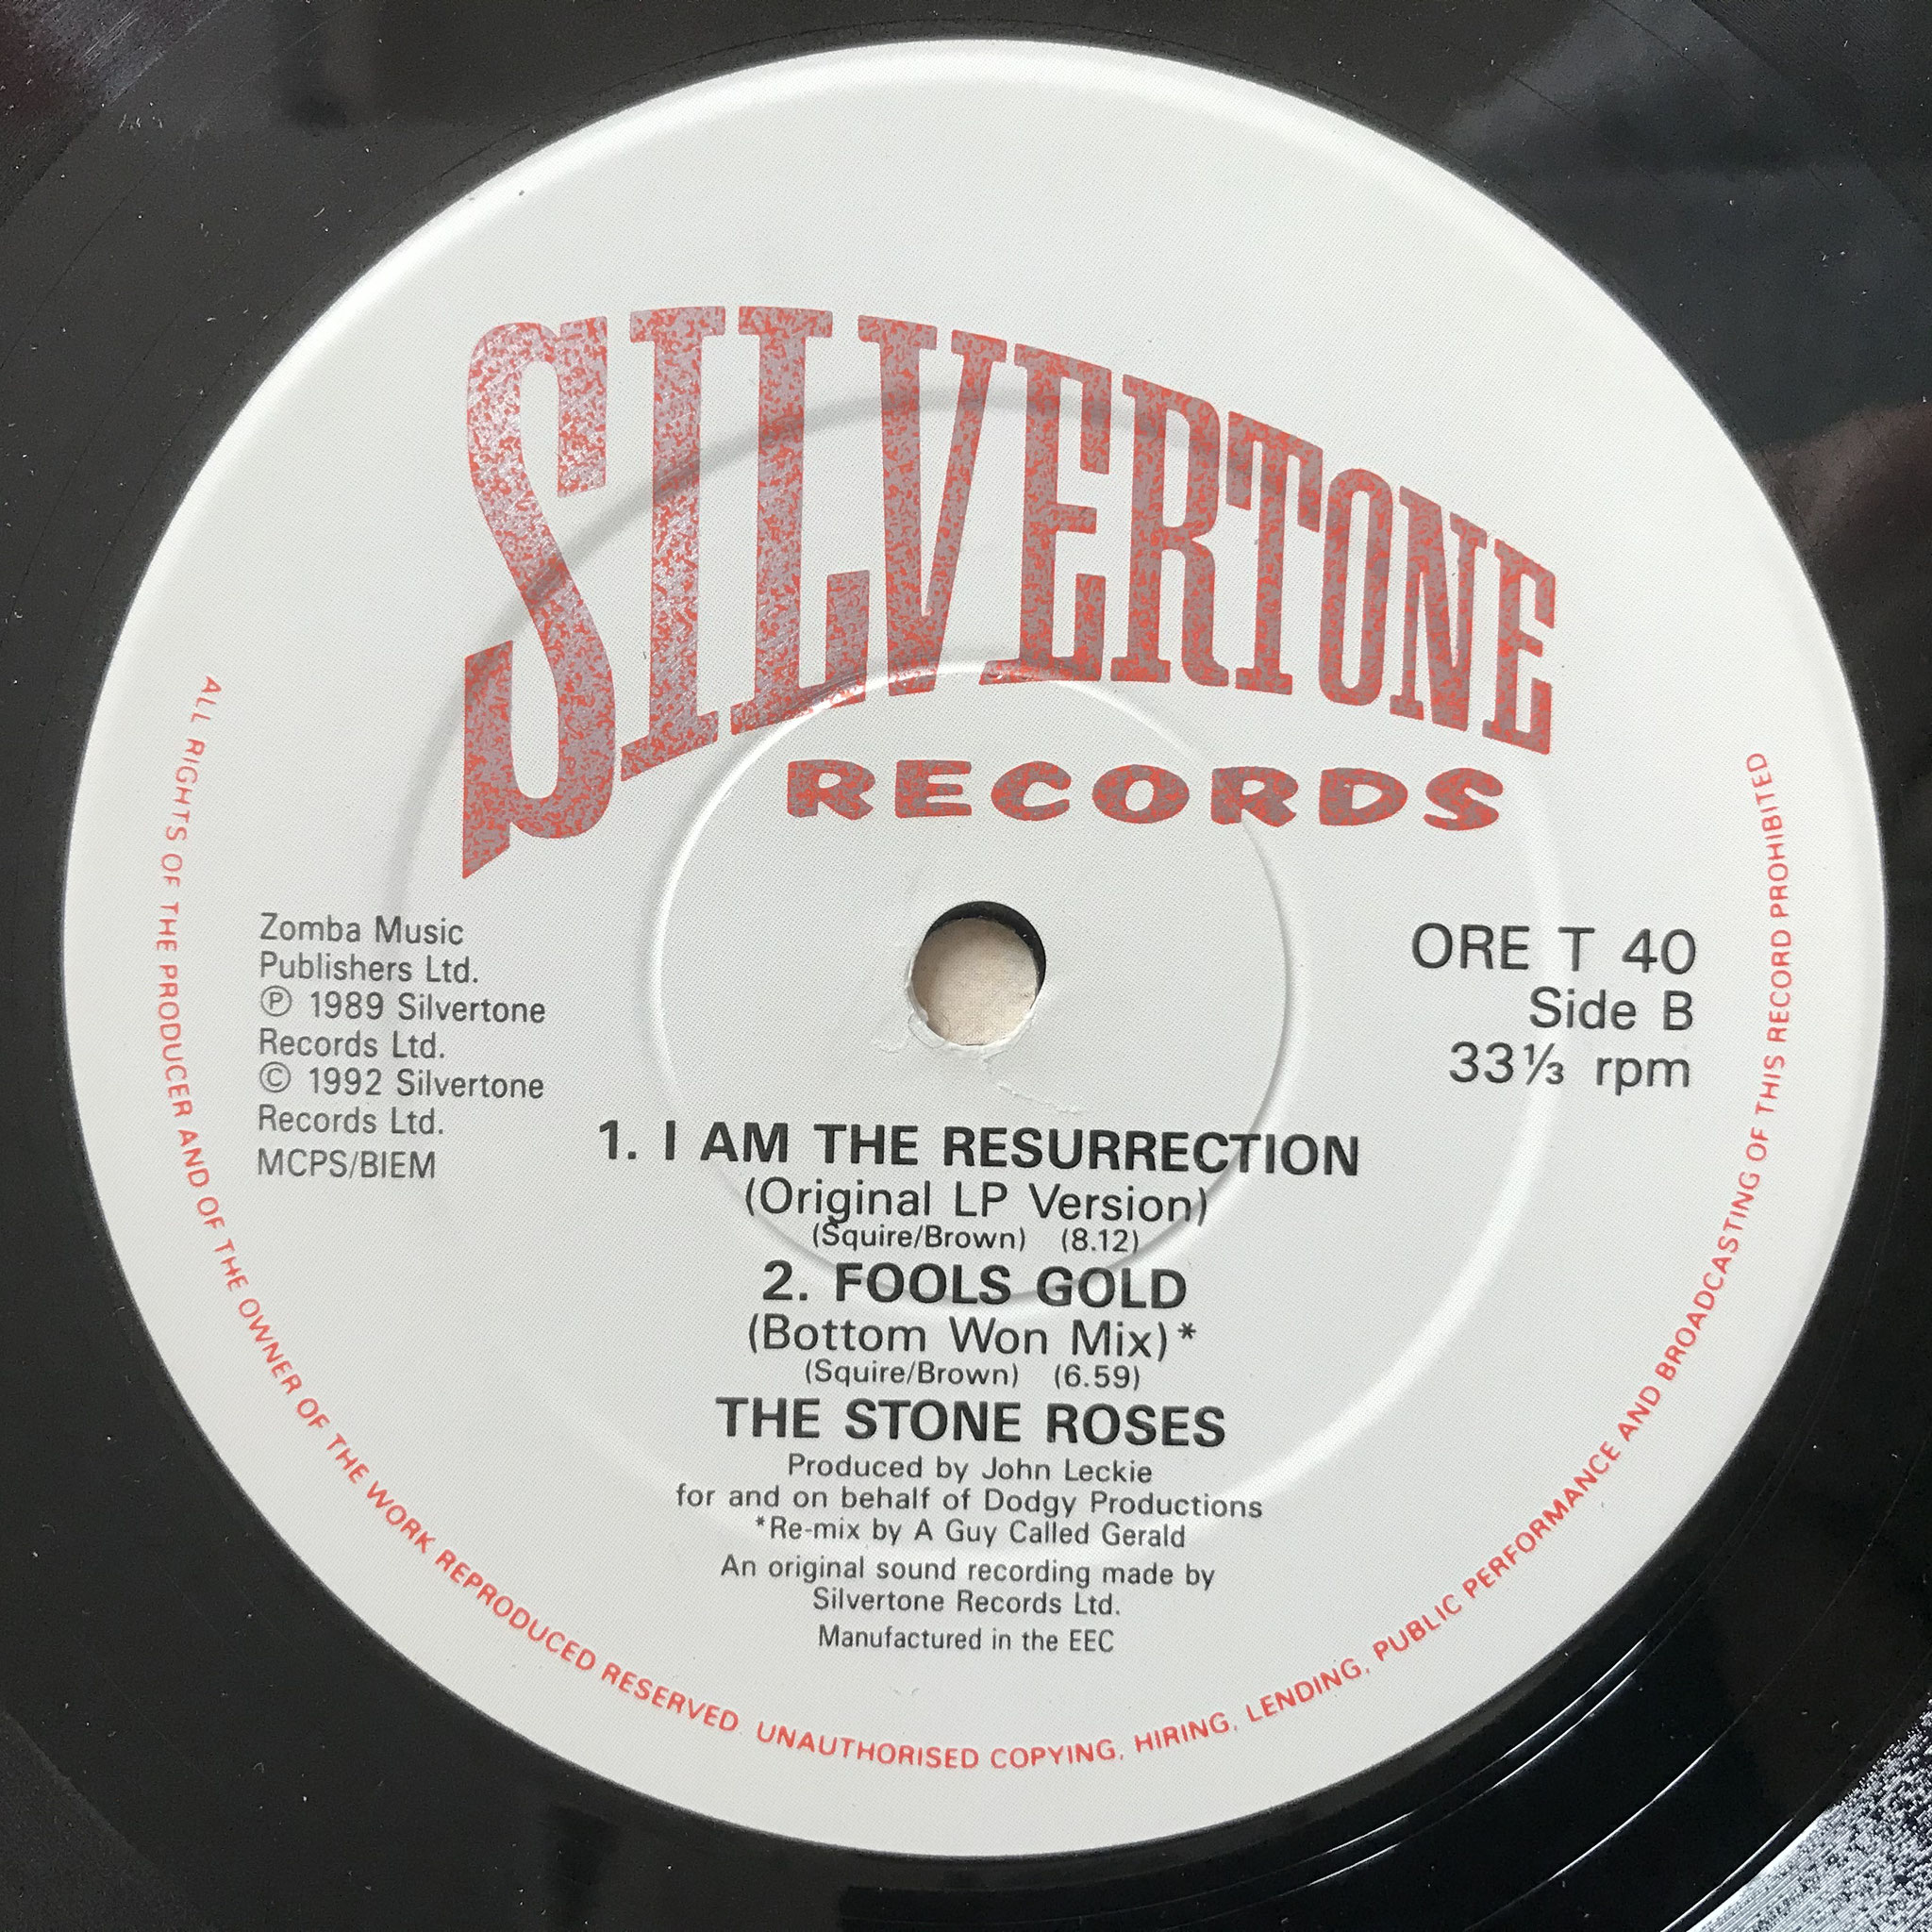 SILVERTONE
RECORDS
Zomba Music
Publishers Ltd.
Ⓟ 1989 Silvertone
Records Ltd.
© 1992 Silvertone
Records Ltd.
MCPS/BIEM
ORE T 40
Side B
33⅓ rpm
1. I AM THE RESURRECTION
(Original LP Version)
(Squire/Brown) (8.12)
2. FOOLS GOLD
(Bottom Won Mix)*
(Squire/Brown) (6.59)
THE STONE ROSES
Produced by John Leckie
for and on behalf of Dodgy Productions
*Re-mix by A Guy Called Gerald
An original sound recording made by
Silvertone Records Ltd.
Manufactured in the EEC
ALL RIGHTS OF THE PRODUCER AND OF THE OWNER OF THE WORK REPRODUCED RESERVED. UNAUTHORISED COPYING, HIRING, LENDING, PUBLIC PERFORMANCE AND BROADCASTING OF THIS RECORD PROHIBITED